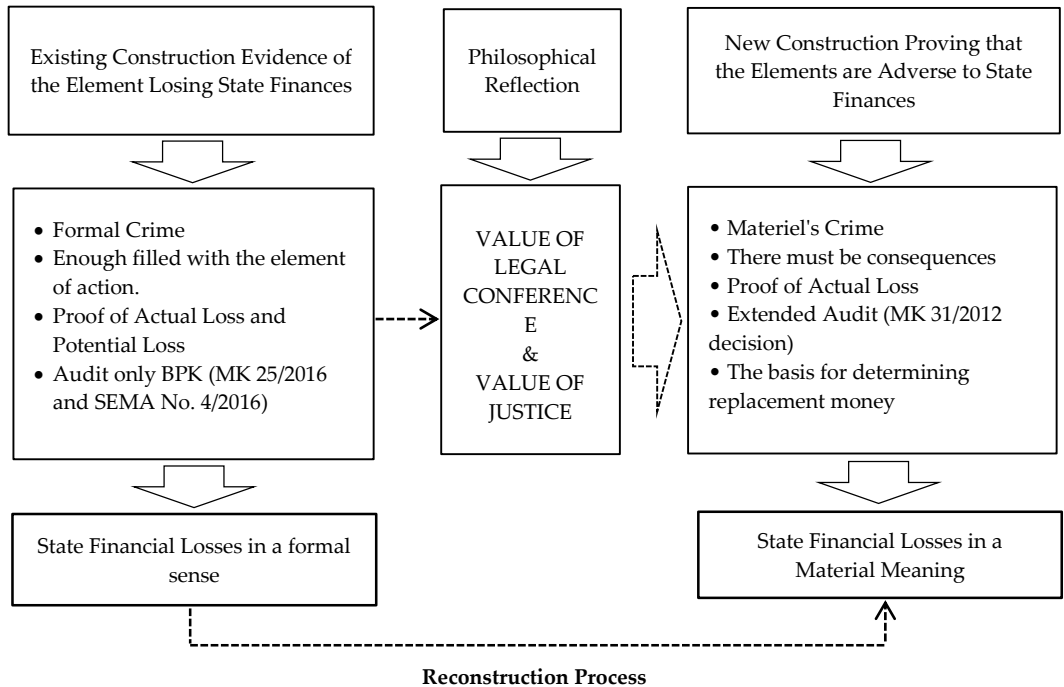 Existing Construction Evidence of
the Element Losing State Finances
Philosophical
Reflection
New Construction Proving that
the Elements are Adverse to State
Finances
• Formal Crime
• Enough filled with the element
of action.
• Proof of Actual Loss and
Potential Loss
• Audit only BPK (MK 25/2016
and SEMA No. 4/2016)
VALUE OF
LEGAL
CONFERENC
E
&
VALUE OF
JUSTICE
• Materiel's Crime
• There must be consequences
• Proof of Actual Loss
• Extended Audit (MK 31/2012
decision)
• The basis for determining
replacement money
State Financial Losses in a formal
sense
State Financial Losses in a
Material Meaning
Reconstruction Process